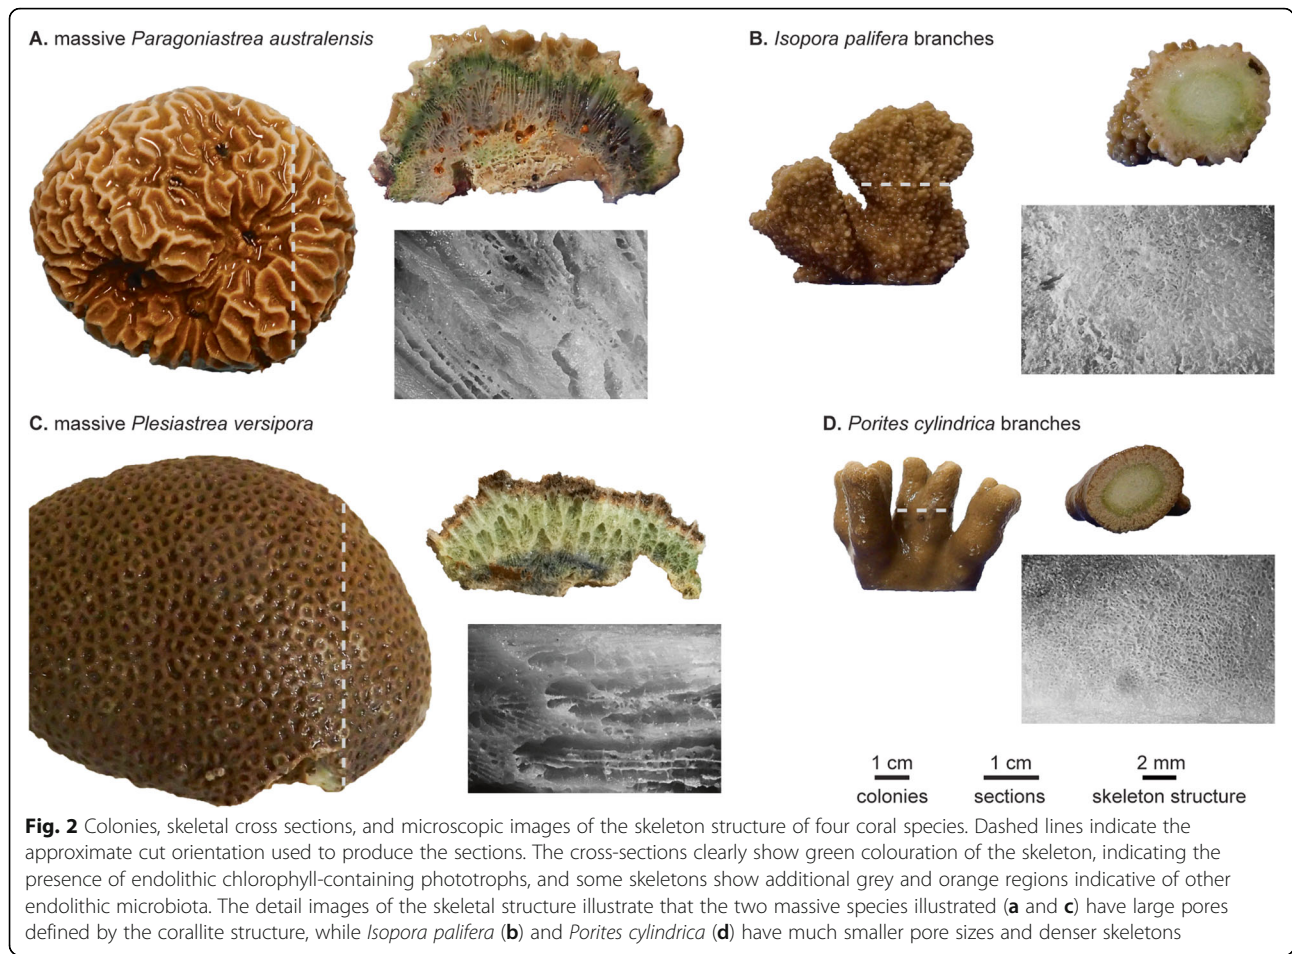 A. massive Paragoniastrea australensis
B. Isopora palifera branches
C. massive Plesiastrea versipora
D. Porites cylindrica branches
1 cm
colonies
1 cm
sections
2 mm
skeleton structure
Fig. 2 Colonies, skeletal cross sections, and microscopic images of the skeleton structure of four coral species. Dashed lines indicate the
approximate cut orientation used to produce the sections. The cross-sections clearly show green colouration of the skeleton, indicating the
presence of endolithic chlorophyll-containing phototrophs, and some skeletons show additional grey and orange regions indicative of other
endolithic microbiota. The detail images of the skeletal structure illustrate that the two massive species illustrated (a and c) have large pores
defined by the corallite structure, while Isopora palifera (b) and Porites cylindrica (d) have much smaller pore sizes and denser skeletons